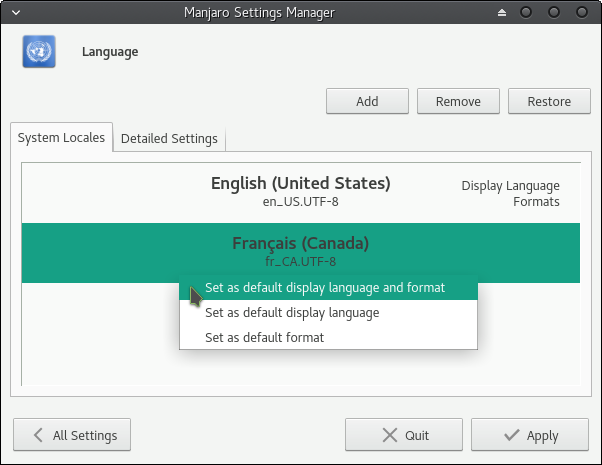 Manjaro Settings Manager
Language
Add
Remove
Restore
System Locales
Detailed Settings
English (United States)
en_US.UTF-8
Display Language
Formats
Français (Canada)
fr_CA.UTF-8
Set as default display language and format
Set as default display language
Set as default format
All Settings
Quit
Apply